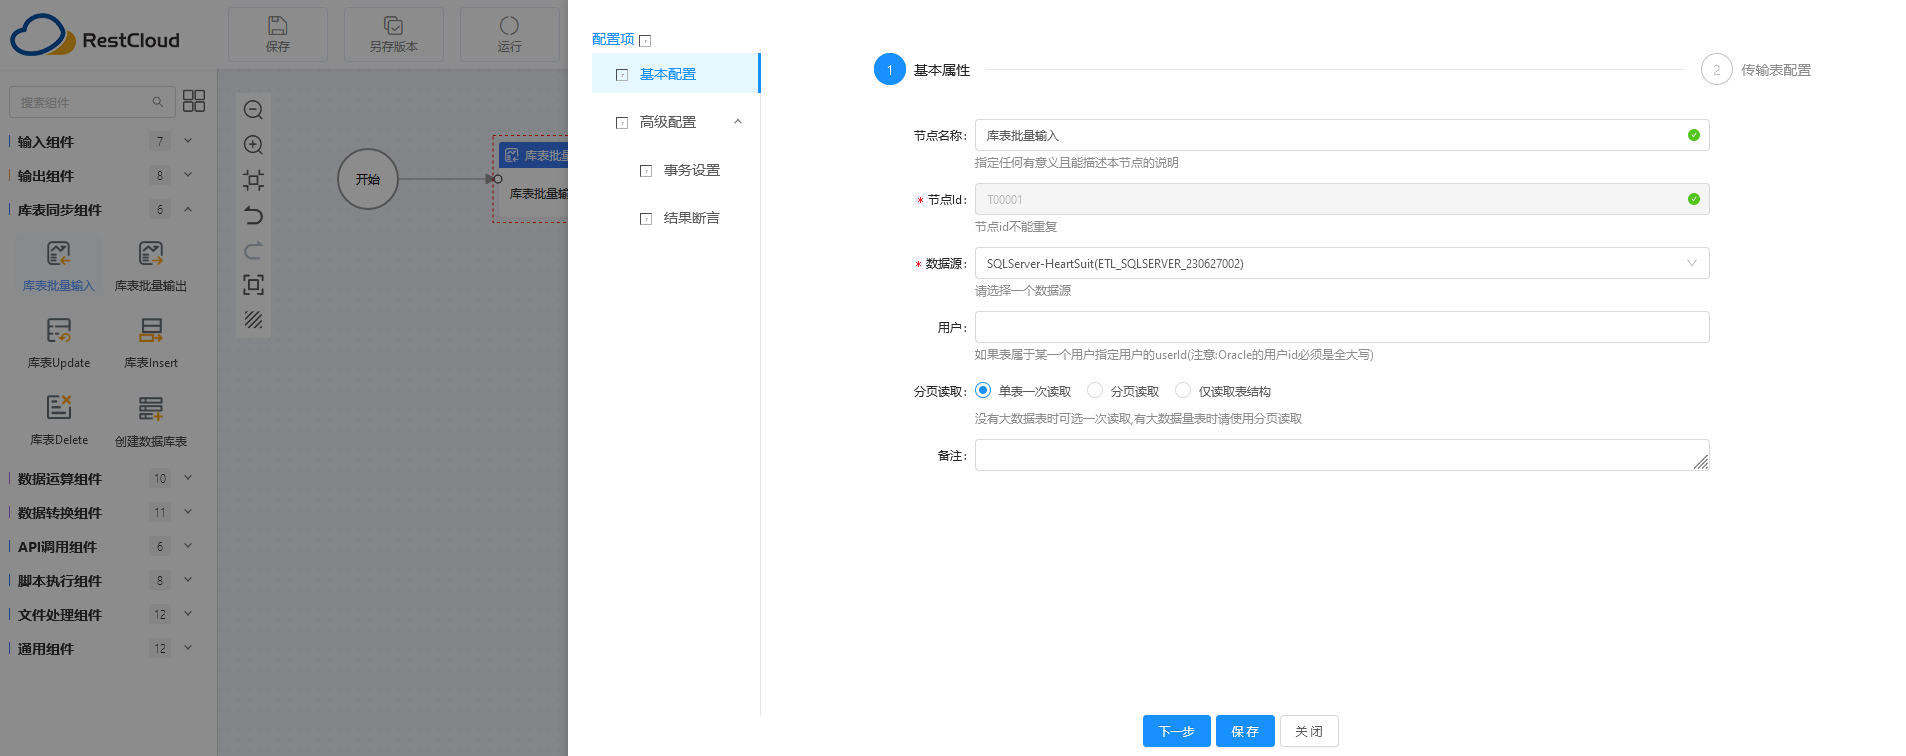 RestCloud
保存
另存版本
运行
搜索组件
输入组件 7
输出组件 8
库表同步组件 6
库表批量输入 库表批量输出
库表Update 库表Insert
库表Delete 创建数据库表
数据运算组件 10
数据转换组件 11
API调用组件 6
脚本执行组件 8
文件处理组件 12
通用组件 12
开始
库表批量
库表批量输
配置项
基本配置
高级配置
事务设置
结果断言
1 基本属性
2 传输表配置
节点名称: 库表批量输入
指定任何有意义且能描述本节点的说明
* 节点Id: T00001
节点id不能重复
* 数据源: SQLServer-HeartSuit(ETL_SQLSERVER_230627002)
请选择一个数据源
用户:
如果表属于某一个用户指定用户的userId(注意:Oracle的用户id必须是全大写)
分页读取: 单表一次读取 分页读取 仅读取表结构
没有大数据表时可选一次读取,有大数据量表时请使用分页读取
备注:
下一步 保存 关闭